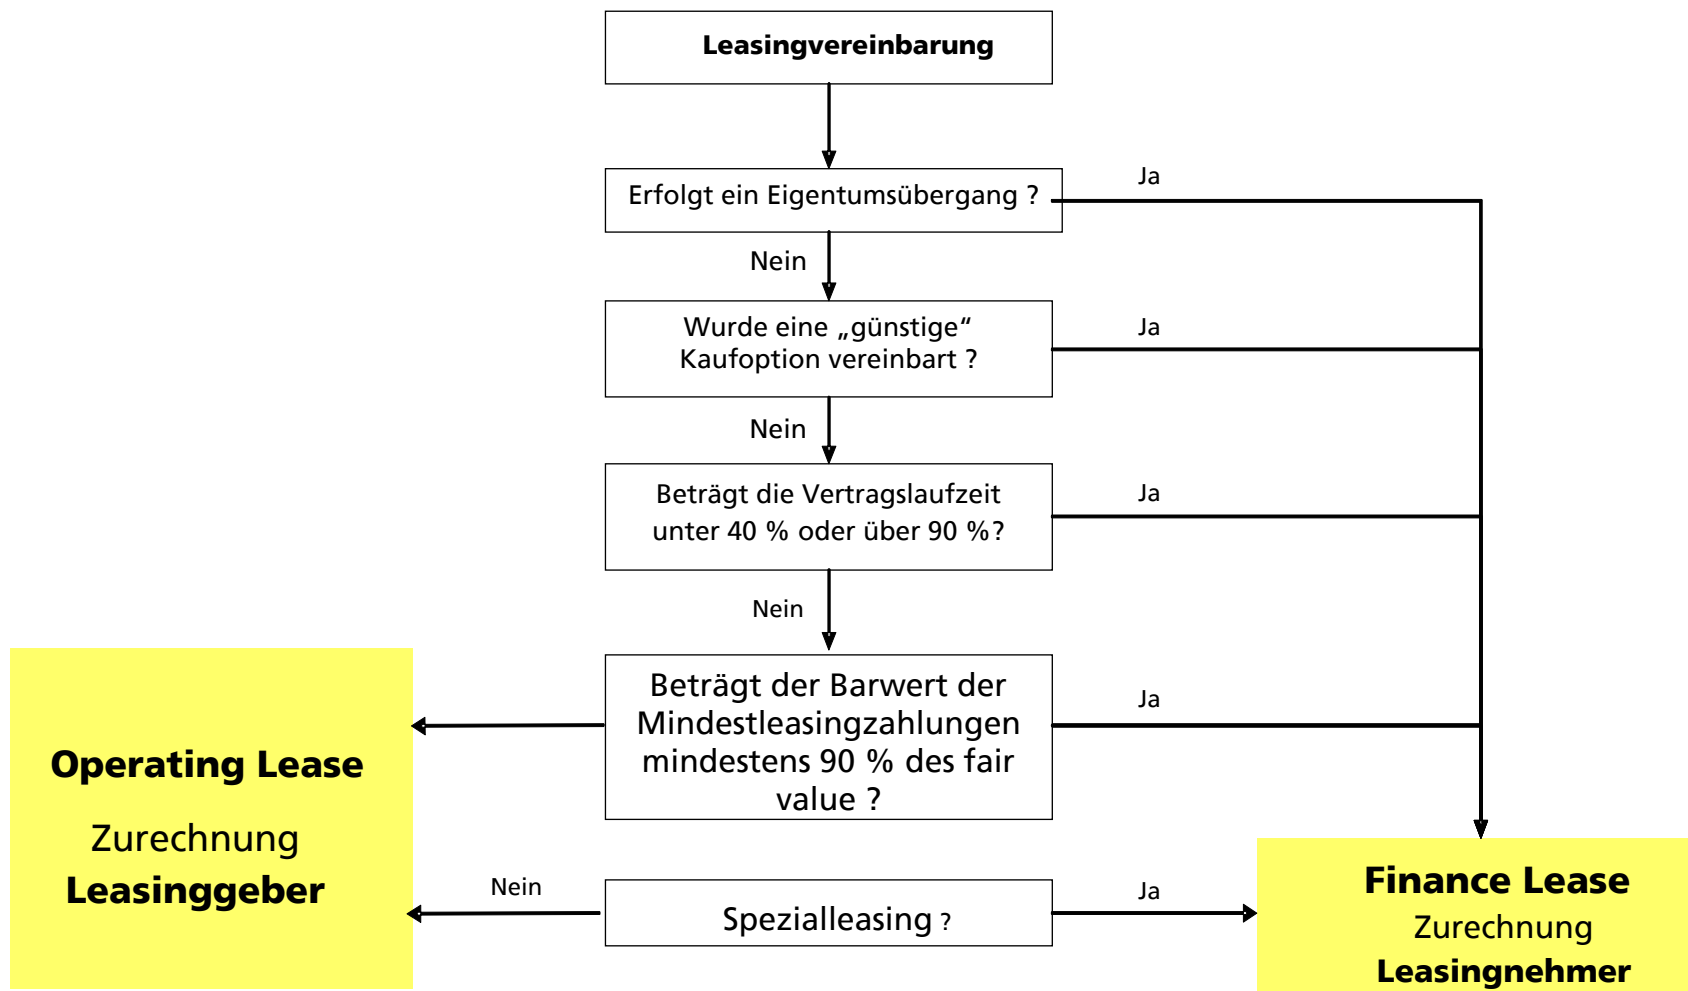 Leasingvereinbarung
Erfolgt ein Eigentumsübergang ?
Ja
Nein
Wurde eine „günstige“
Kaufoption vereinbart ?
Ja
Nein
Beträgt die Vertragslaufzeit
unter 40 % oder über 90 %?
Ja
Nein
Beträgt der Barwert der
Mindestleasingzahlungen
mindestens 90 % des fair
value ?
Ja
Operating Lease
Zurechnung
Leasinggeber
Nein
Spezialleasing ?
Ja
Finance Lease
Zurechnung
Leasingnehmer